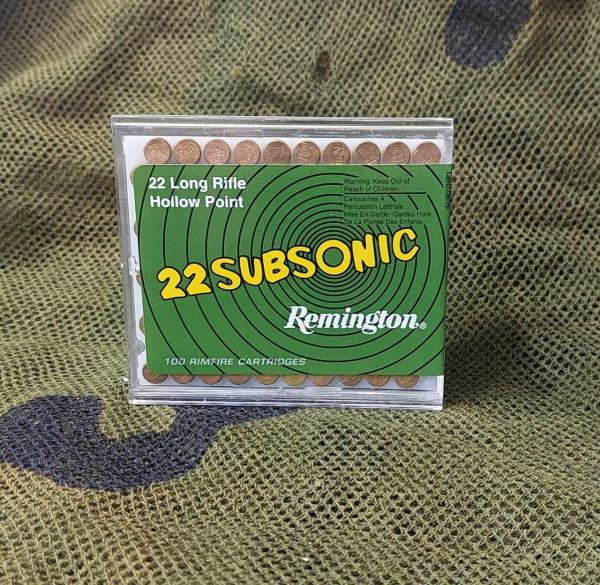 22 Long Rifle
Hollow Point
Warning: Keep Out of
Reach of Children.
Cartouches À
Percussion Latérale
Mise En Garde: Gardez Hors
De La Portée Des Enfants.
22 SUBSONIC
Remington®
100 RIMFIRE CARTRIDGES